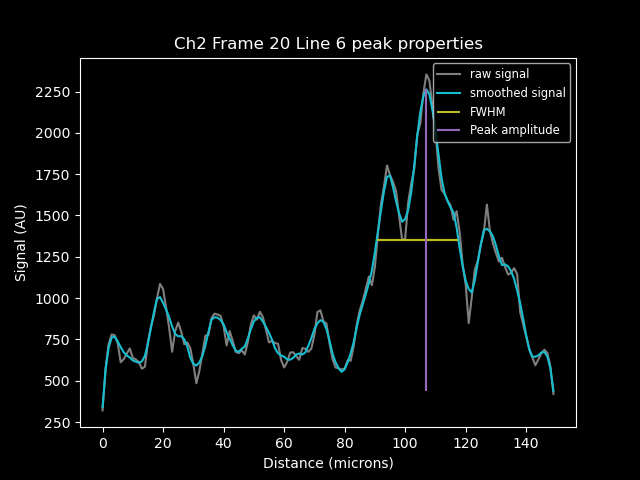 Ch2 Frame 20 Line 6 peak properties
raw signal
smoothed signal
FWHM
Peak amplitude
Signal (AU)
2250
2000
1750
1500
1250
1000
750
500
250
0 20 40 60 80 100 120 140
Distance (microns)